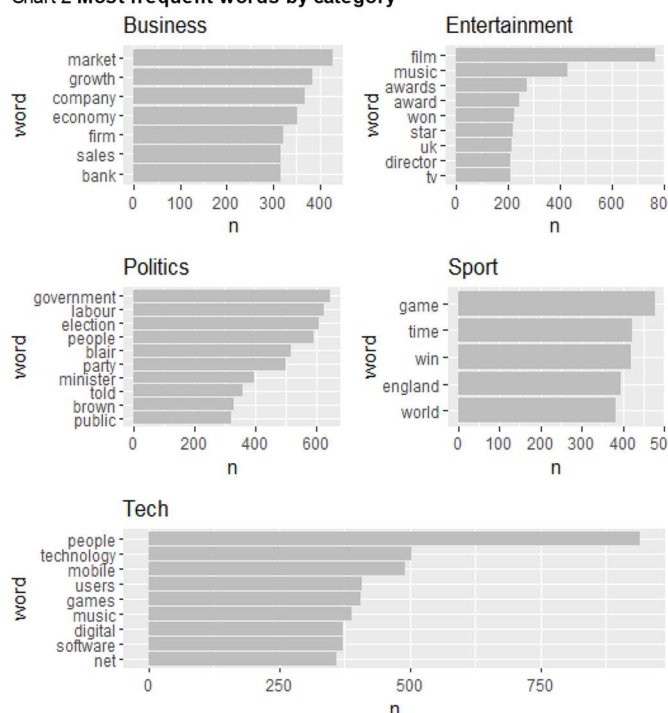 Chart 2 Most frequent words by category
Business
word
market
growth
company
economy
firm
sales
bank
0 100 200 300 400
n
Entertainment
word
film
music
awards
award
won
star
uk
director
tv
0 200 400 600 80
n
Politics
word
government
labour
election
people
blair
party
minister
told
brown
public
0 200 400 600
n
Sport
word
game
time
win
england
world
0 100 200 300 400 50
n
Tech
word
people
technology
mobile
users
games
music
digital
software
net
0 250 500 750
n